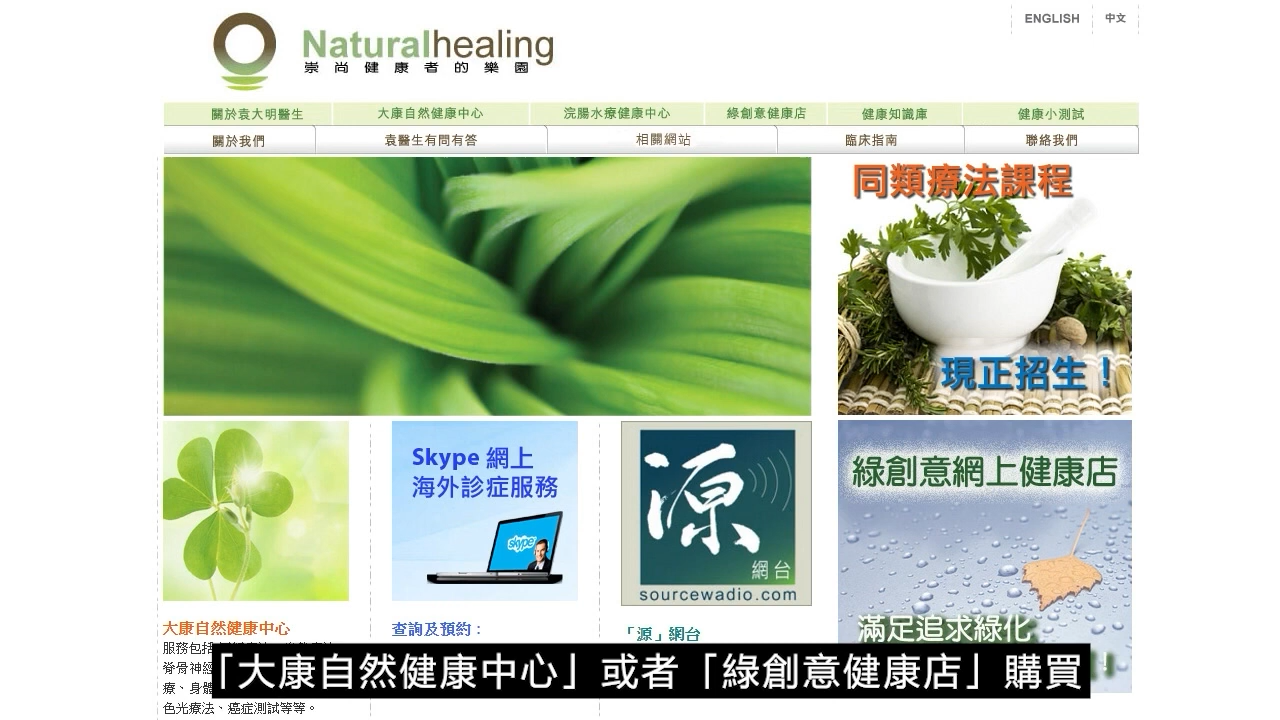 ENGLISH
中文
Naturalhealing
崇尚健康者的樂園
關於袁大明醫生
大康自然健康中心
浣腸水療健康中心
綠創意健康店
健康知識庫
健康小測試
關於我們
袁醫生有問有答
相關網站
臨床指南
聯絡我們
同類療法課程
現正招生！
Skype 網上
海外診症服務
skype
源
網台
sourcewadio.com
綠創意網上健康店
滿足追求綠化
大康自然健康中心
服務包括
脊骨神經
療、身體
色光療法、癌症測試等等。
查詢及預約：
「源」網台
「大康自然健康中心」或者「綠創意健康店」購買